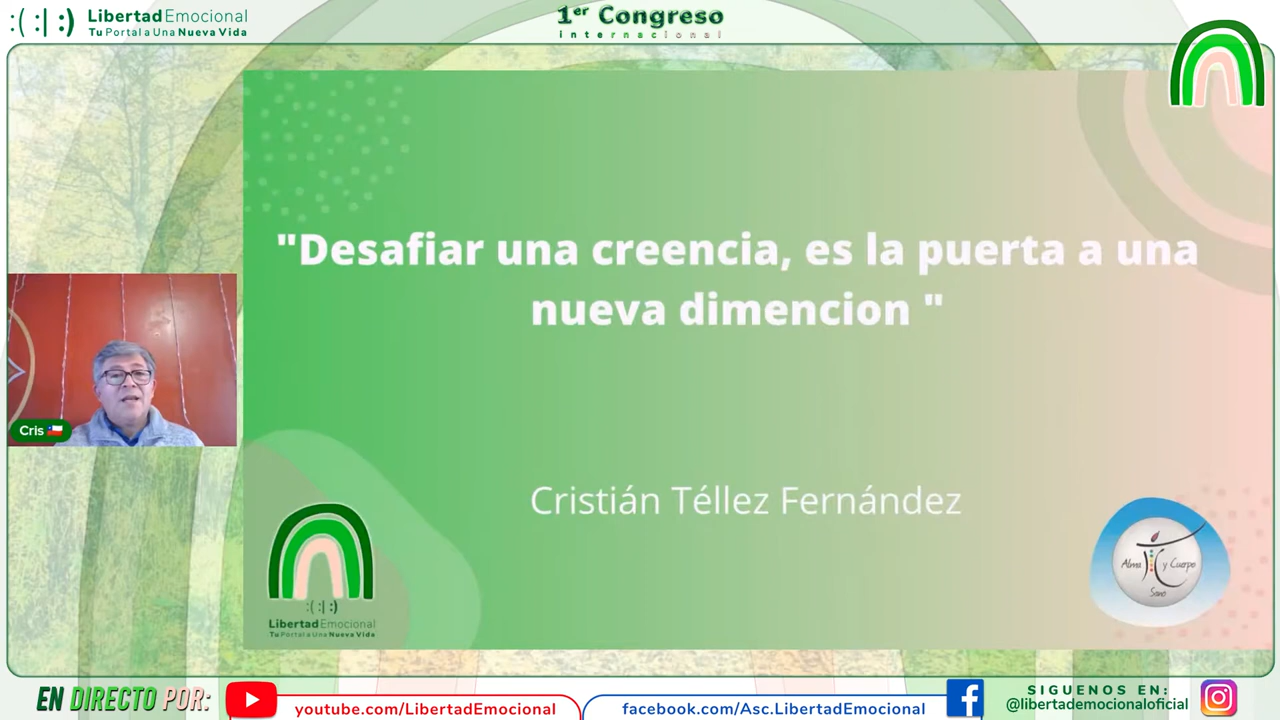 :( :| :) LibertadEmocional
Tu Portal a Una Nueva Vida
1er Congreso
internacional
"Desafiar una creencia, es la puerta a una
nueva dimencion "
Cris
Cristián Téllez Fernández
:(:|:)
LibertadEmocional
Tu Portal a Una Nueva Vida
Alma y Cuerpo
Sano
EN DIRECTO POR:
youtube.com/LibertadEmocional
facebook.com/Asc.LibertadEmocional
SIGUENOS EN:
@libertademocionaloficial